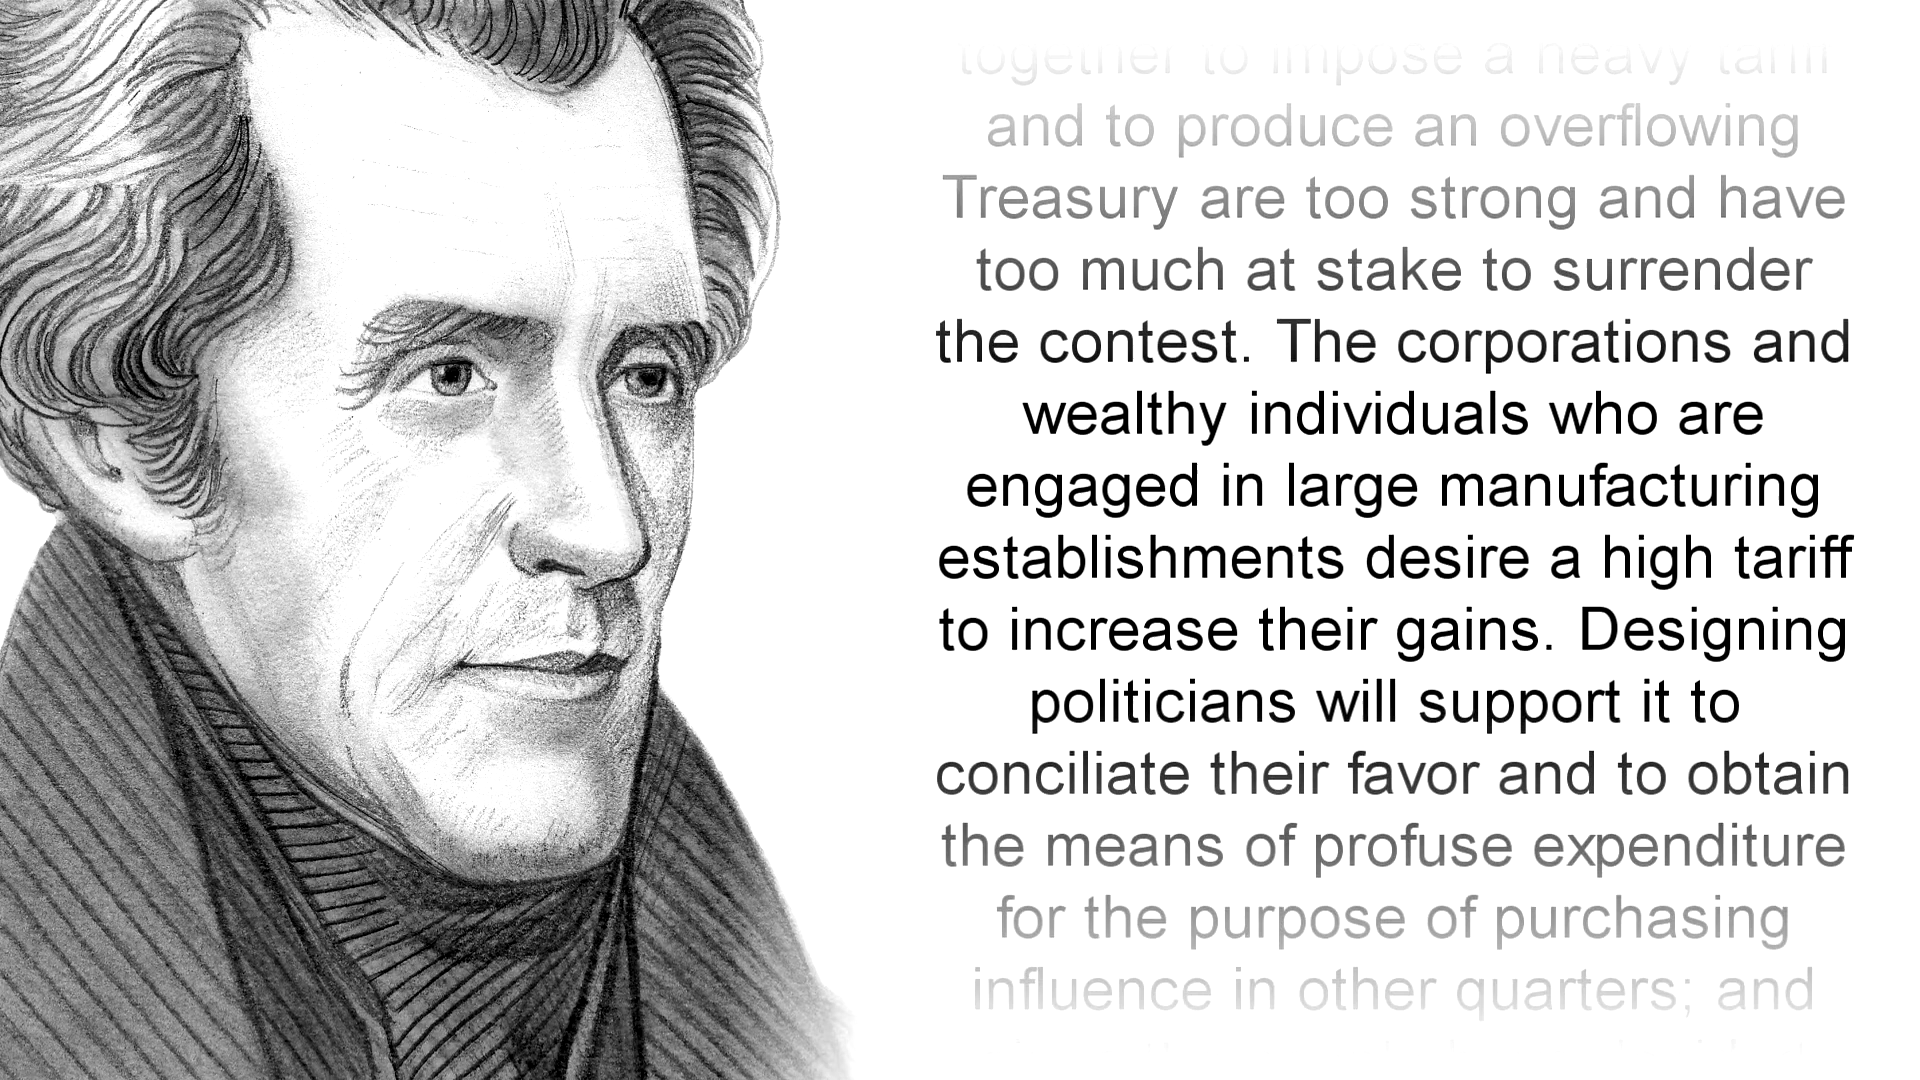 together to impose a heavy tariff
and to produce an overflowing
Treasury are too strong and have
too much at stake to surrender
the contest. The corporations and
wealthy individuals who are
engaged in large manufacturing
establishments desire a high tariff
to increase their gains. Designing
politicians will support it to
conciliate their favor and to obtain
the means of profuse expenditure
for the purpose of purchasing
influence in other quarters; and